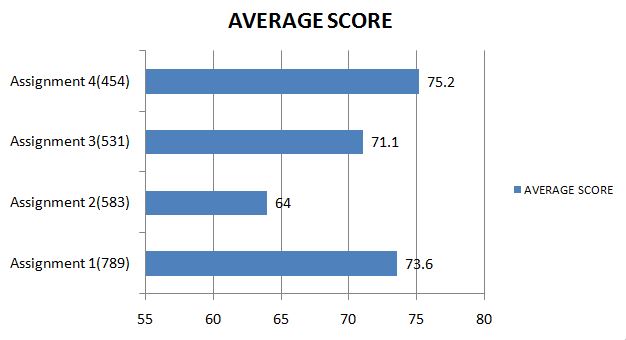 AVERAGE SCORE
Assignment 4(454)
75.2
Assignment 3(531)
71.1
Assignment 2(583)
64
AVERAGE SCORE
Assignment 1(789)
73.6
55 60 65 70 75 80